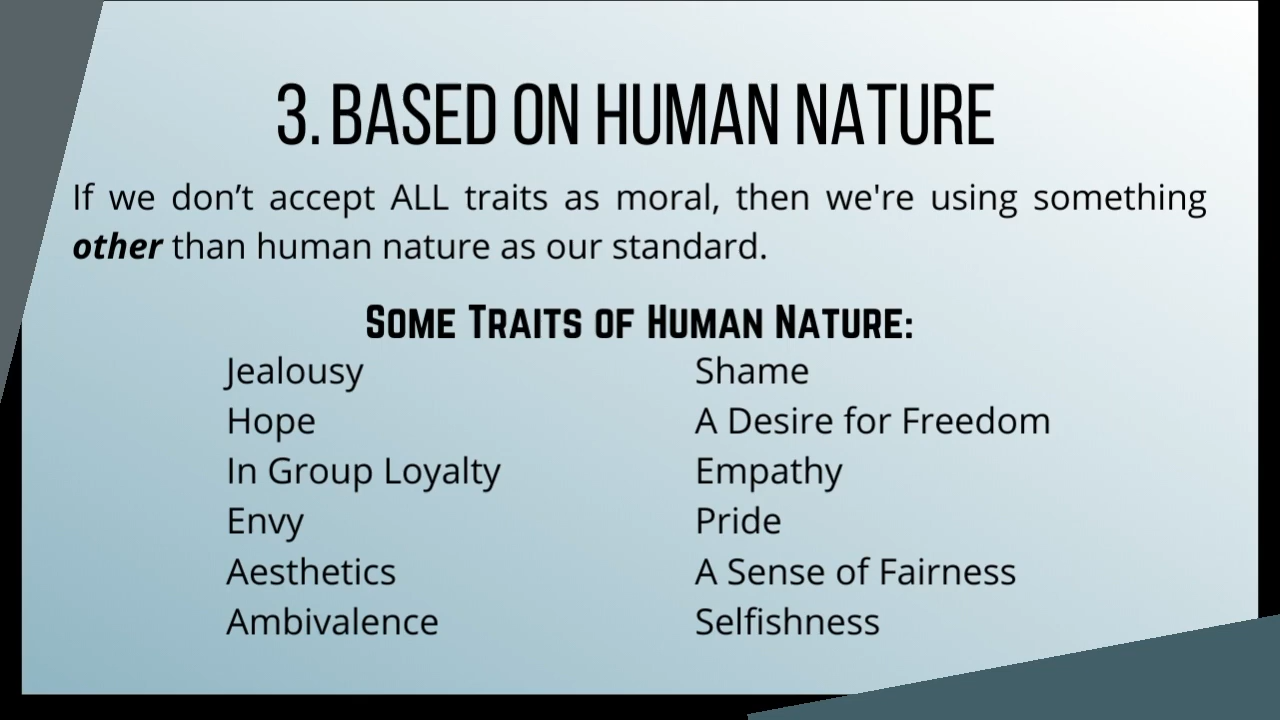 3. BASED ON HUMAN NATURE
If we don’t accept ALL traits as moral, then we're using something
other than human nature as our standard.
Some Traits of Human Nature:
Jealousy
Hope
In Group Loyalty
Envy
Aesthetics
Ambivalence
Shame
A Desire for Freedom
Empathy
Pride
A Sense of Fairness
Selfishness